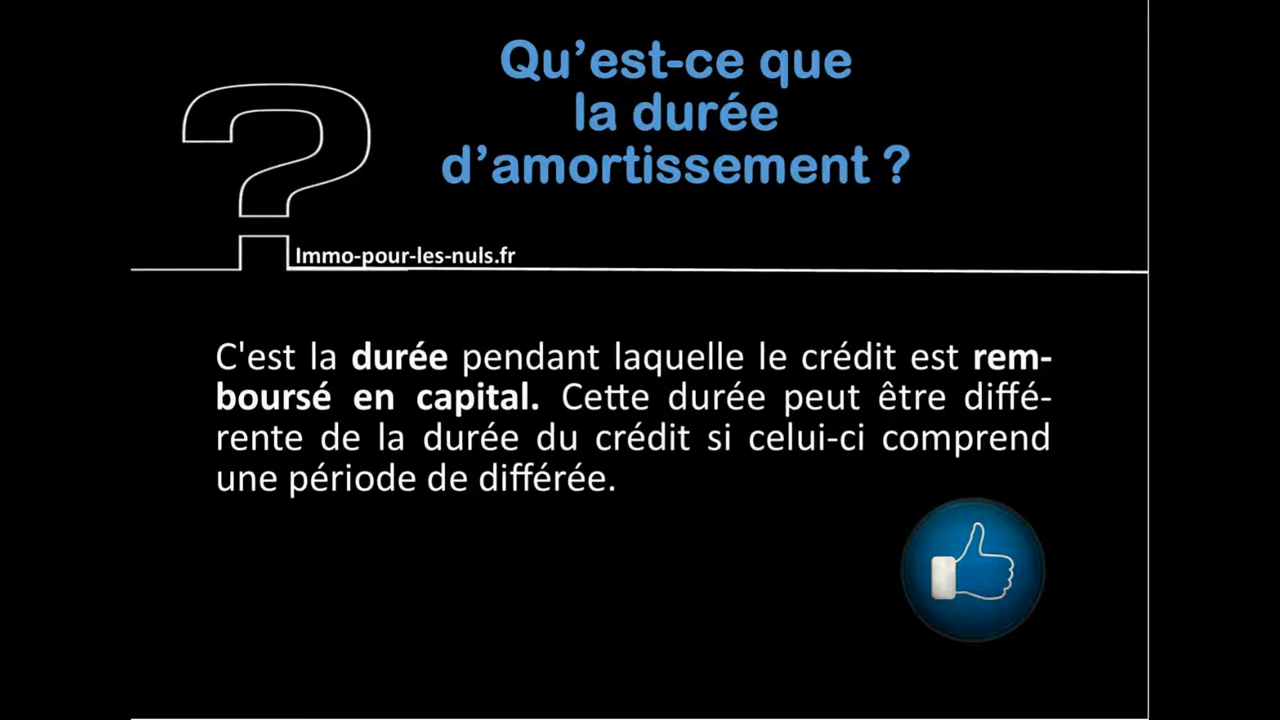 Qu’est-ce que
la durée
d’amortissement ?
Immo-pour-les-nuls.fr
C'est la durée pendant laquelle le crédit est rem-
boursé en capital. Cette durée peut être diffé-
rente de la durée du crédit si celui-ci comprend
une période de différée.